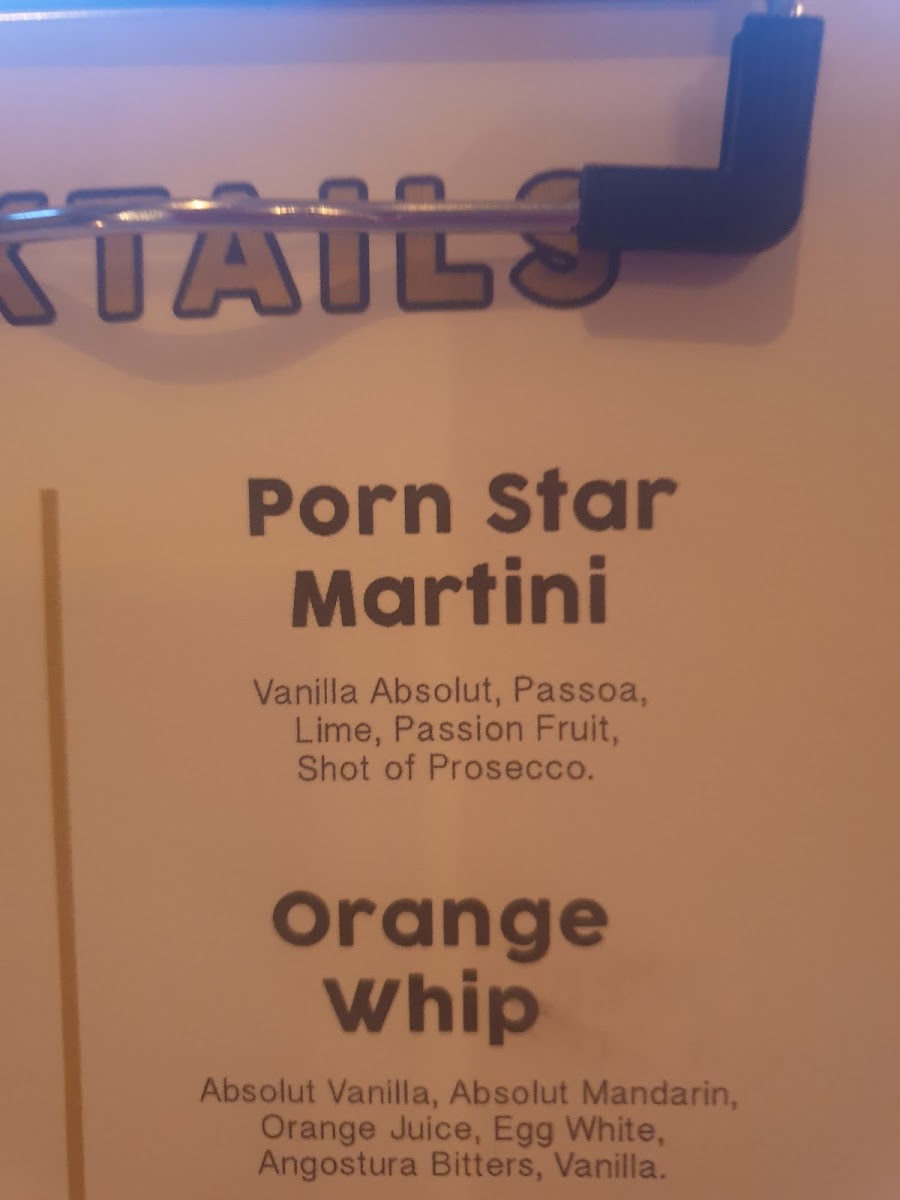 KTAILS
Porn Star
Martini
Vanilla Absolut, Passoa,
Lime, Passion Fruit,
Shot of Prosecco.
Orange
Whip
Absolut Vanilla, Absolut Mandarin,
Orange Juice, Egg White,
Angostura Bitters, Vanilla.